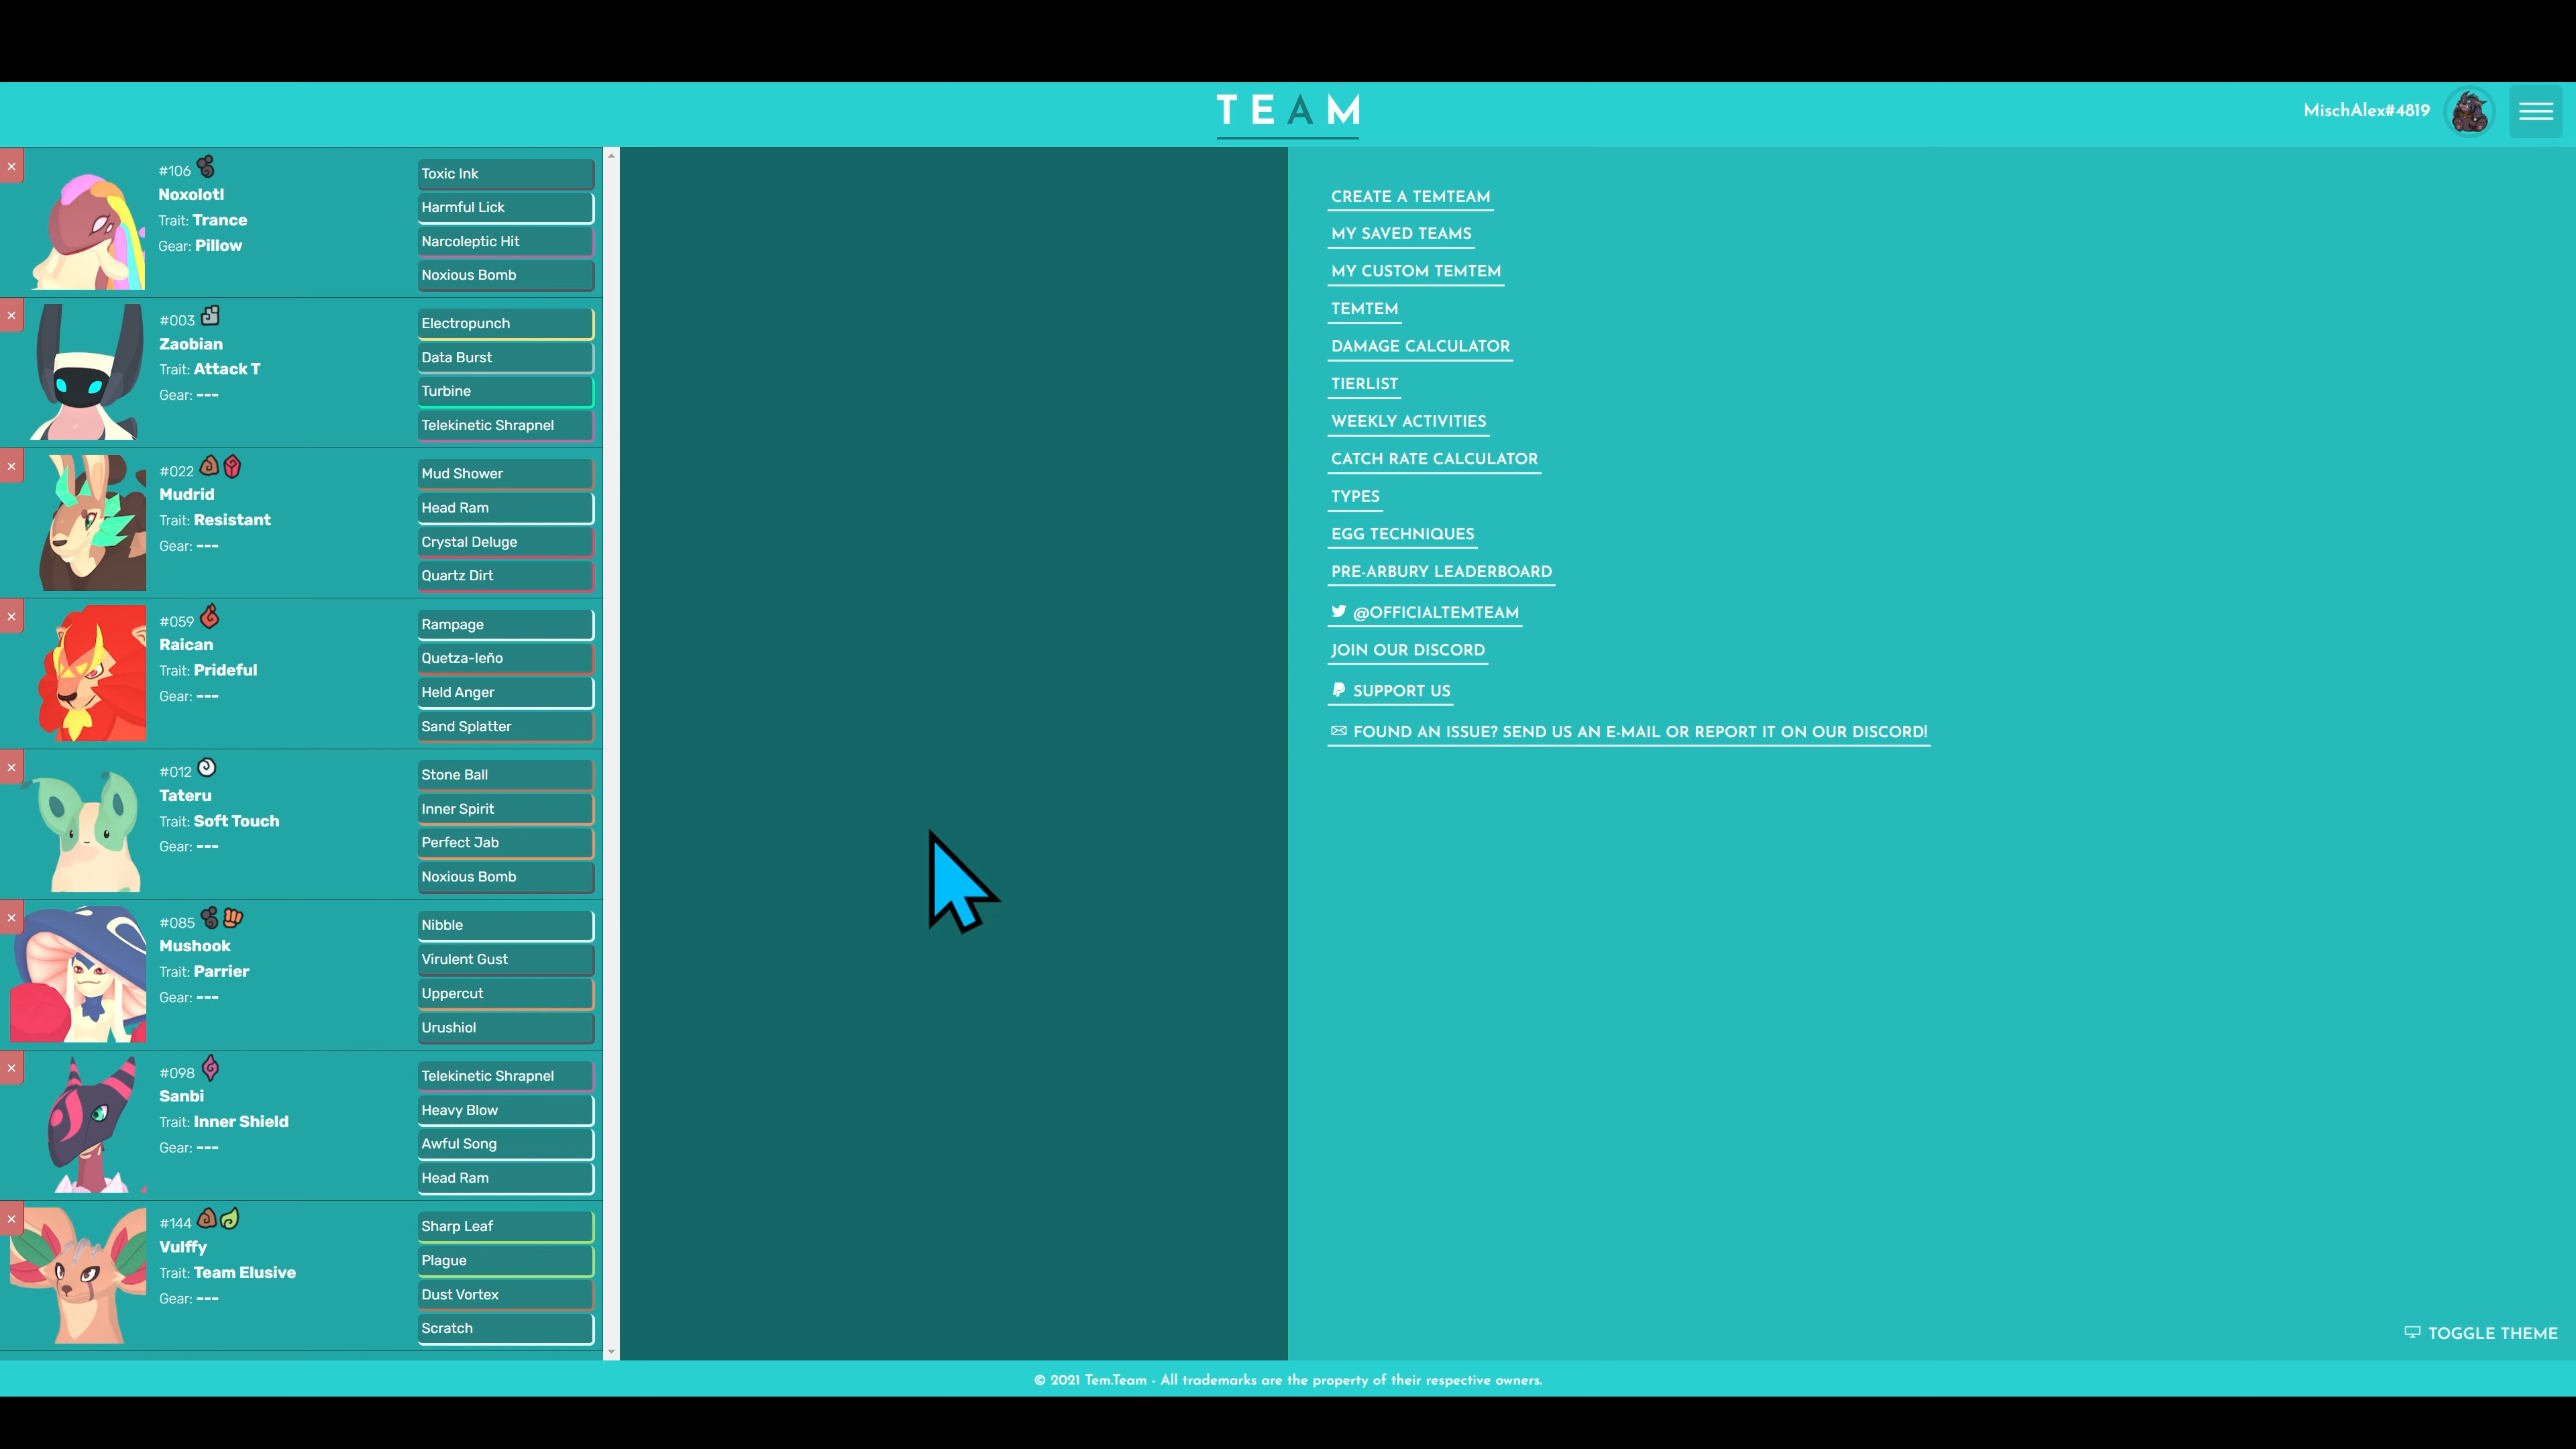 TEAM
MischAlex#4819
#106
Noxolotl
Trait: Trance
Gear: Pillow
Toxic Ink
Harmful Lick
Narcoleptic Hit
Noxious Bomb
#003
Zaobian
Trait: Attack T
Gear: ---
Electropunch
Data Burst
Turbine
Telekinetic Shrapnel
#022
Mudrid
Trait: Resistant
Gear: ---
Mud Shower
Head Ram
Crystal Deluge
Quartz Dirt
#059
Raican
Trait: Prideful
Gear: ---
Rampage
Quetza-leño
Held Anger
Sand Splatter
#012
Tateru
Trait: Soft Touch
Gear: ---
Stone Ball
Inner Spirit
Perfect Jab
Noxious Bomb
#085
Mushook
Trait: Parrier
Gear: ---
Nibble
Virulent Gust
Uppercut
Urushiol
#098
Sanbi
Trait: Inner Shield
Gear: ---
Telekinetic Shrapnel
Heavy Blow
Awful Song
Head Ram
#144
Vulffy
Trait: Team Elusive
Gear: ---
Sharp Leaf
Plague
Dust Vortex
Scratch
CREATE A TEMTEAM
MY SAVED TEAMS
MY CUSTOM TEMTEM
TEMTEM
DAMAGE CALCULATOR
TIERLIST
WEEKLY ACTIVITIES
CATCH RATE CALCULATOR
TYPES
EGG TECHNIQUES
PRE-ARBURY LEADERBOARD
@OFFICIALTEMTEAM
JOIN OUR DISCORD
SUPPORT US
FOUND AN ISSUE? SEND US AN E-MAIL OR REPORT IT ON OUR DISCORD!
TOGGLE THEME
© 2021 Tem.Team - All trademarks are the property of their respective owners.